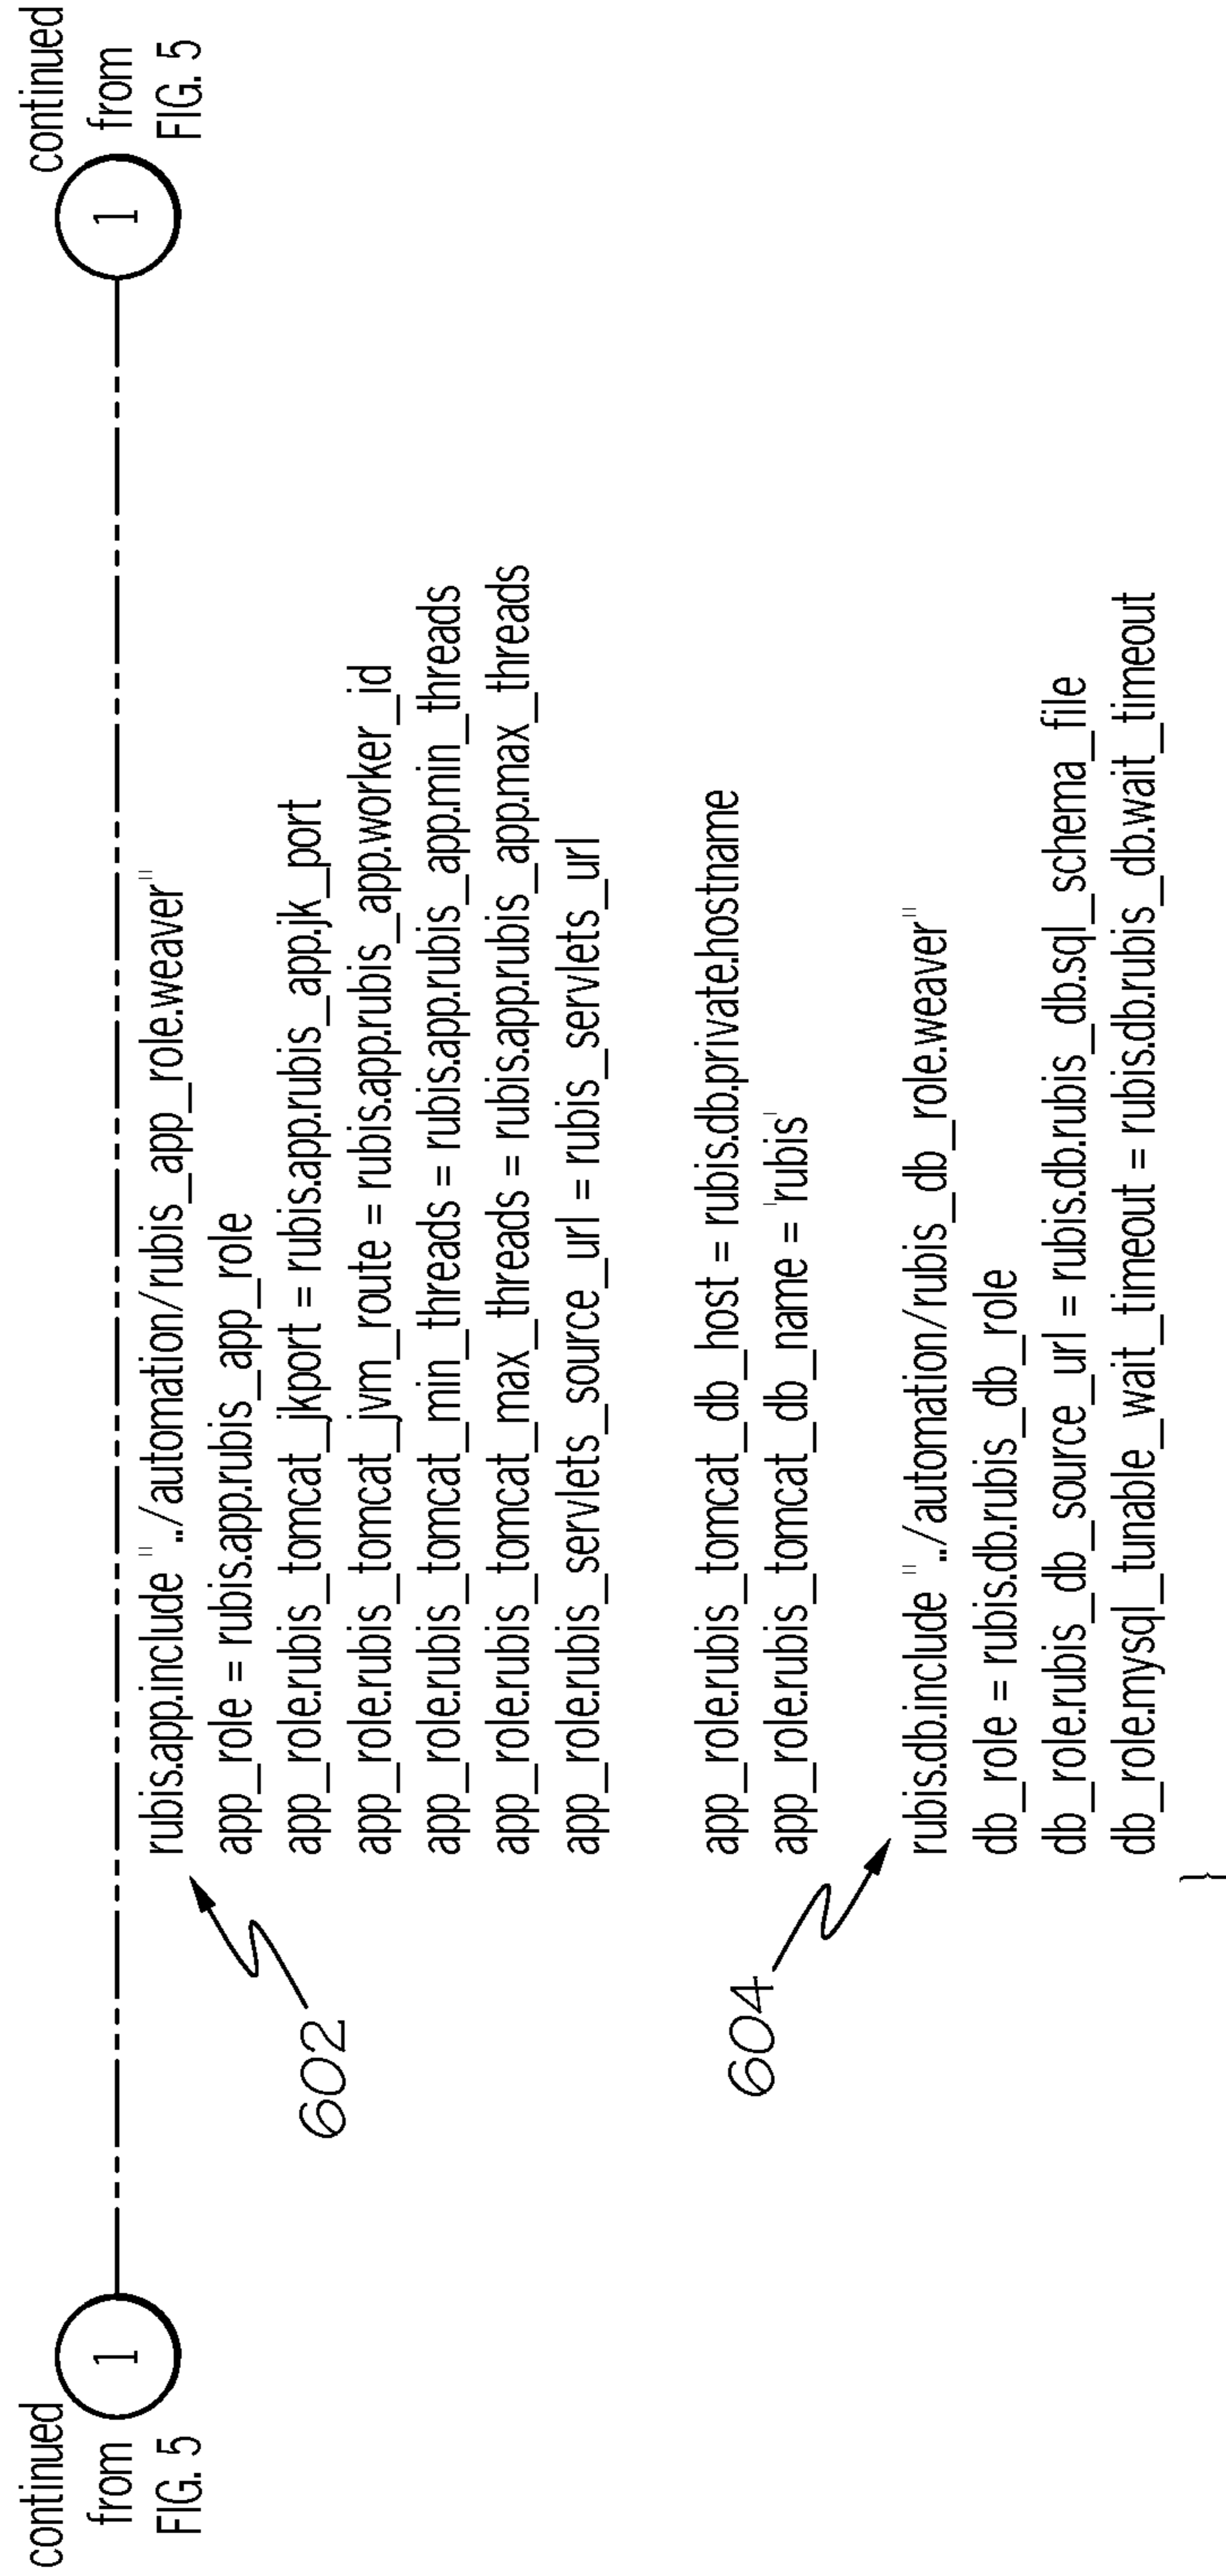 continued
from
FIG. 5
1
1
continued
from
FIG. 5
rubis.app.include "../automation/rubis_app_role.weaver"
app_role = rubis.app.rubis_app_role
app_role.rubis_tomcat_jkport = rubis.app.rubis_app.jk_port
app_role.rubis_tomcat_jvm_route = rubis.app.rubis_app.worker_id
app_role.rubis_tomcat_min_threads = rubis.app.rubis_app.min_threads
app_role.rubis_tomcat_max_threads = rubis.app.rubis_app.max_threads
app_role.rubis_servlets_source_url = rubis_servlets_url
602
app_role.rubis_tomcat_db_host = rubis.db.private.hostname
app_role.rubis_tomcat_db_name = 'rubis'
604
rubis.db.include "../automation/rubis_db_role.weaver"
db_role = rubis.db.rubis_db_role
db_role.rubis_db_source_url = rubis.db.rubis_db.sql_schema_file
db_role.mysql_tunable_wait_timeout = rubis.db.rubis_db.wait_timeout
}